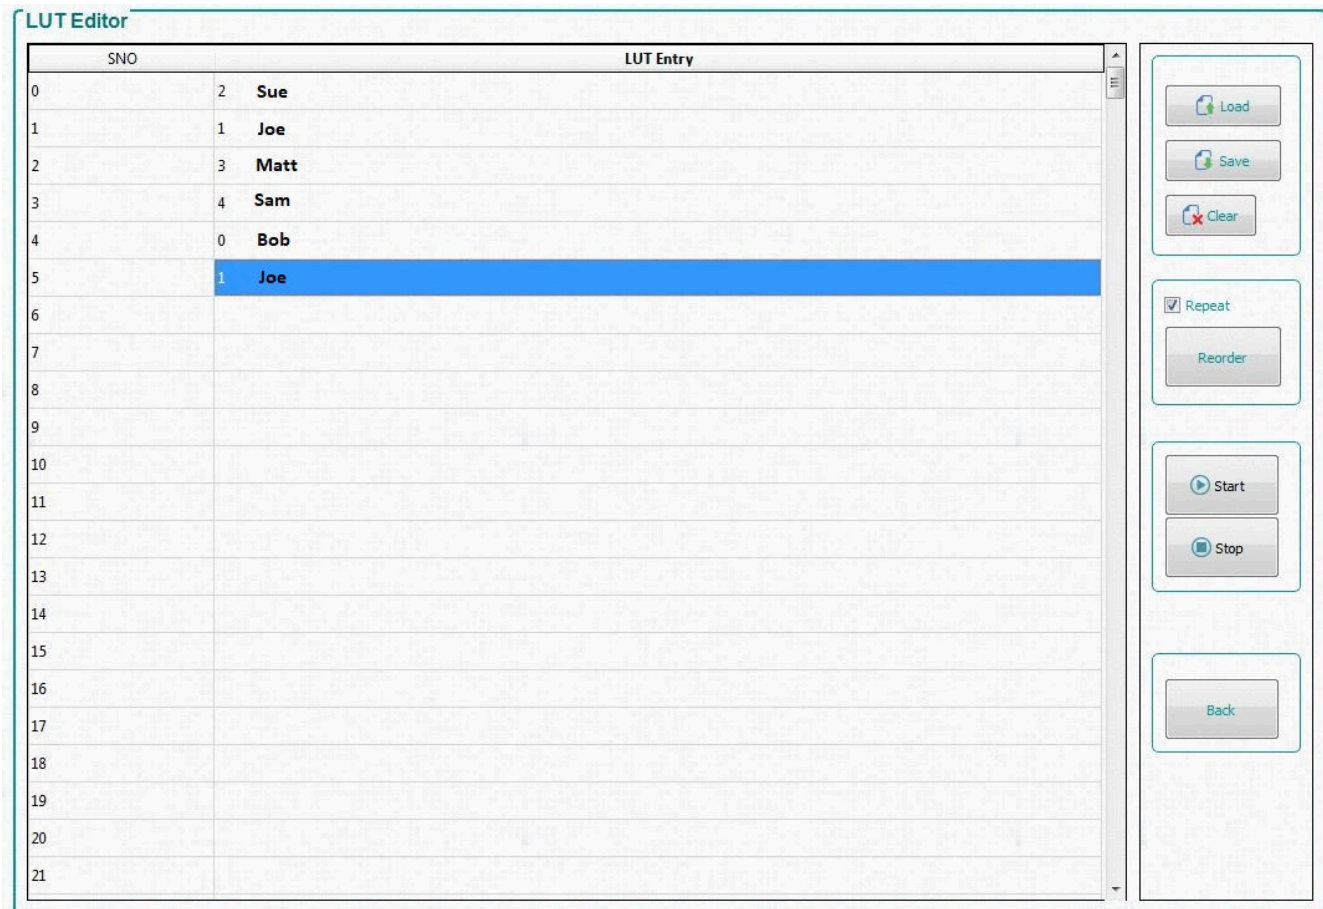 LUT Editor
SNO LUT Entry
0 2 Sue
1 1 Joe
2 3 Matt
3 4 Sam
4 0 Bob
5 1 Joe
6
7
8
9
10
11
12
13
14
15
16
17
18
19
20
21
Load
Save
Clear
Repeat
Reorder
Start
Stop
Back